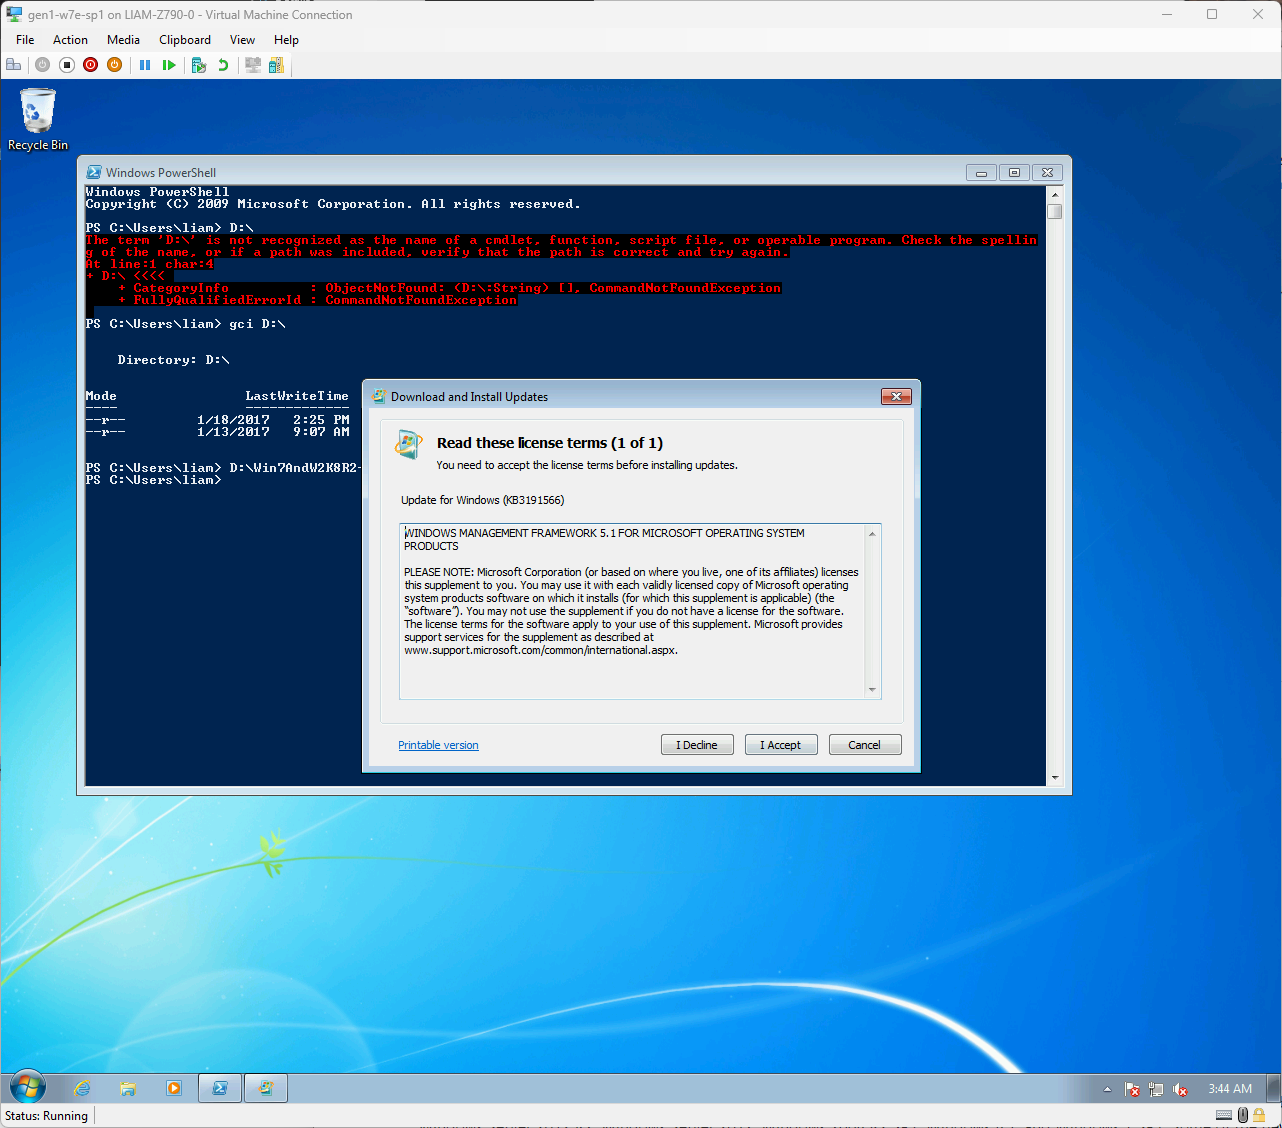 gen1-w7e-sp1 on LIAM-Z790-0 - Virtual Machine Connection
File Action Media Clipboard View Help
Recycle Bin
Windows PowerShell
Windows PowerShell
Copyright (C) 2009 Microsoft Corporation. All rights reserved.
PS C:\Users\liam> D:\
The term 'D:\' is not recognized as the name of a cmdlet, function, script file, or operable program. Check the spellin
g of the name, or if a path was included, verify that the path is correct and try again.
At line:1 char:4
+ D:\ <<<<
+ CategoryInfo : ObjectNotFound: (D:\:String) [], CommandNotFoundException
+ FullyQualifiedErrorId : CommandNotFoundException
PS C:\Users\liam> gci D:\
Directory: D:\
Mode LastWriteTime
---- -------------
--r-- 1/18/2017 2:25 PM
--r-- 1/13/2017 9:07 AM
PS C:\Users\liam> D:\Win7AndW2K8R2-
PS C:\Users\liam>
Download and Install Updates
Read these license terms (1 of 1)
You need to accept the license terms before installing updates.
Update for Windows (KB3191566)
WINDOWS MANAGEMENT FRAMEWORK 5.1 FOR MICROSOFT OPERATING SYSTEM
PRODUCTS
PLEASE NOTE: Microsoft Corporation (or based on where you live, one of its affiliates) licenses
this supplement to you. You may use it with each validly licensed copy of Microsoft operating
system products software on which it installs (for which this supplement is applicable) (the
“software”). You may not use the supplement if you do not have a license for the software.
The license terms for the software apply to your use of this supplement. Microsoft provides
support services for the supplement as described at
www.support.microsoft.com/common/international.aspx.
Printable version
I Decline
I Accept
Cancel
3:44 AM
Status: Running